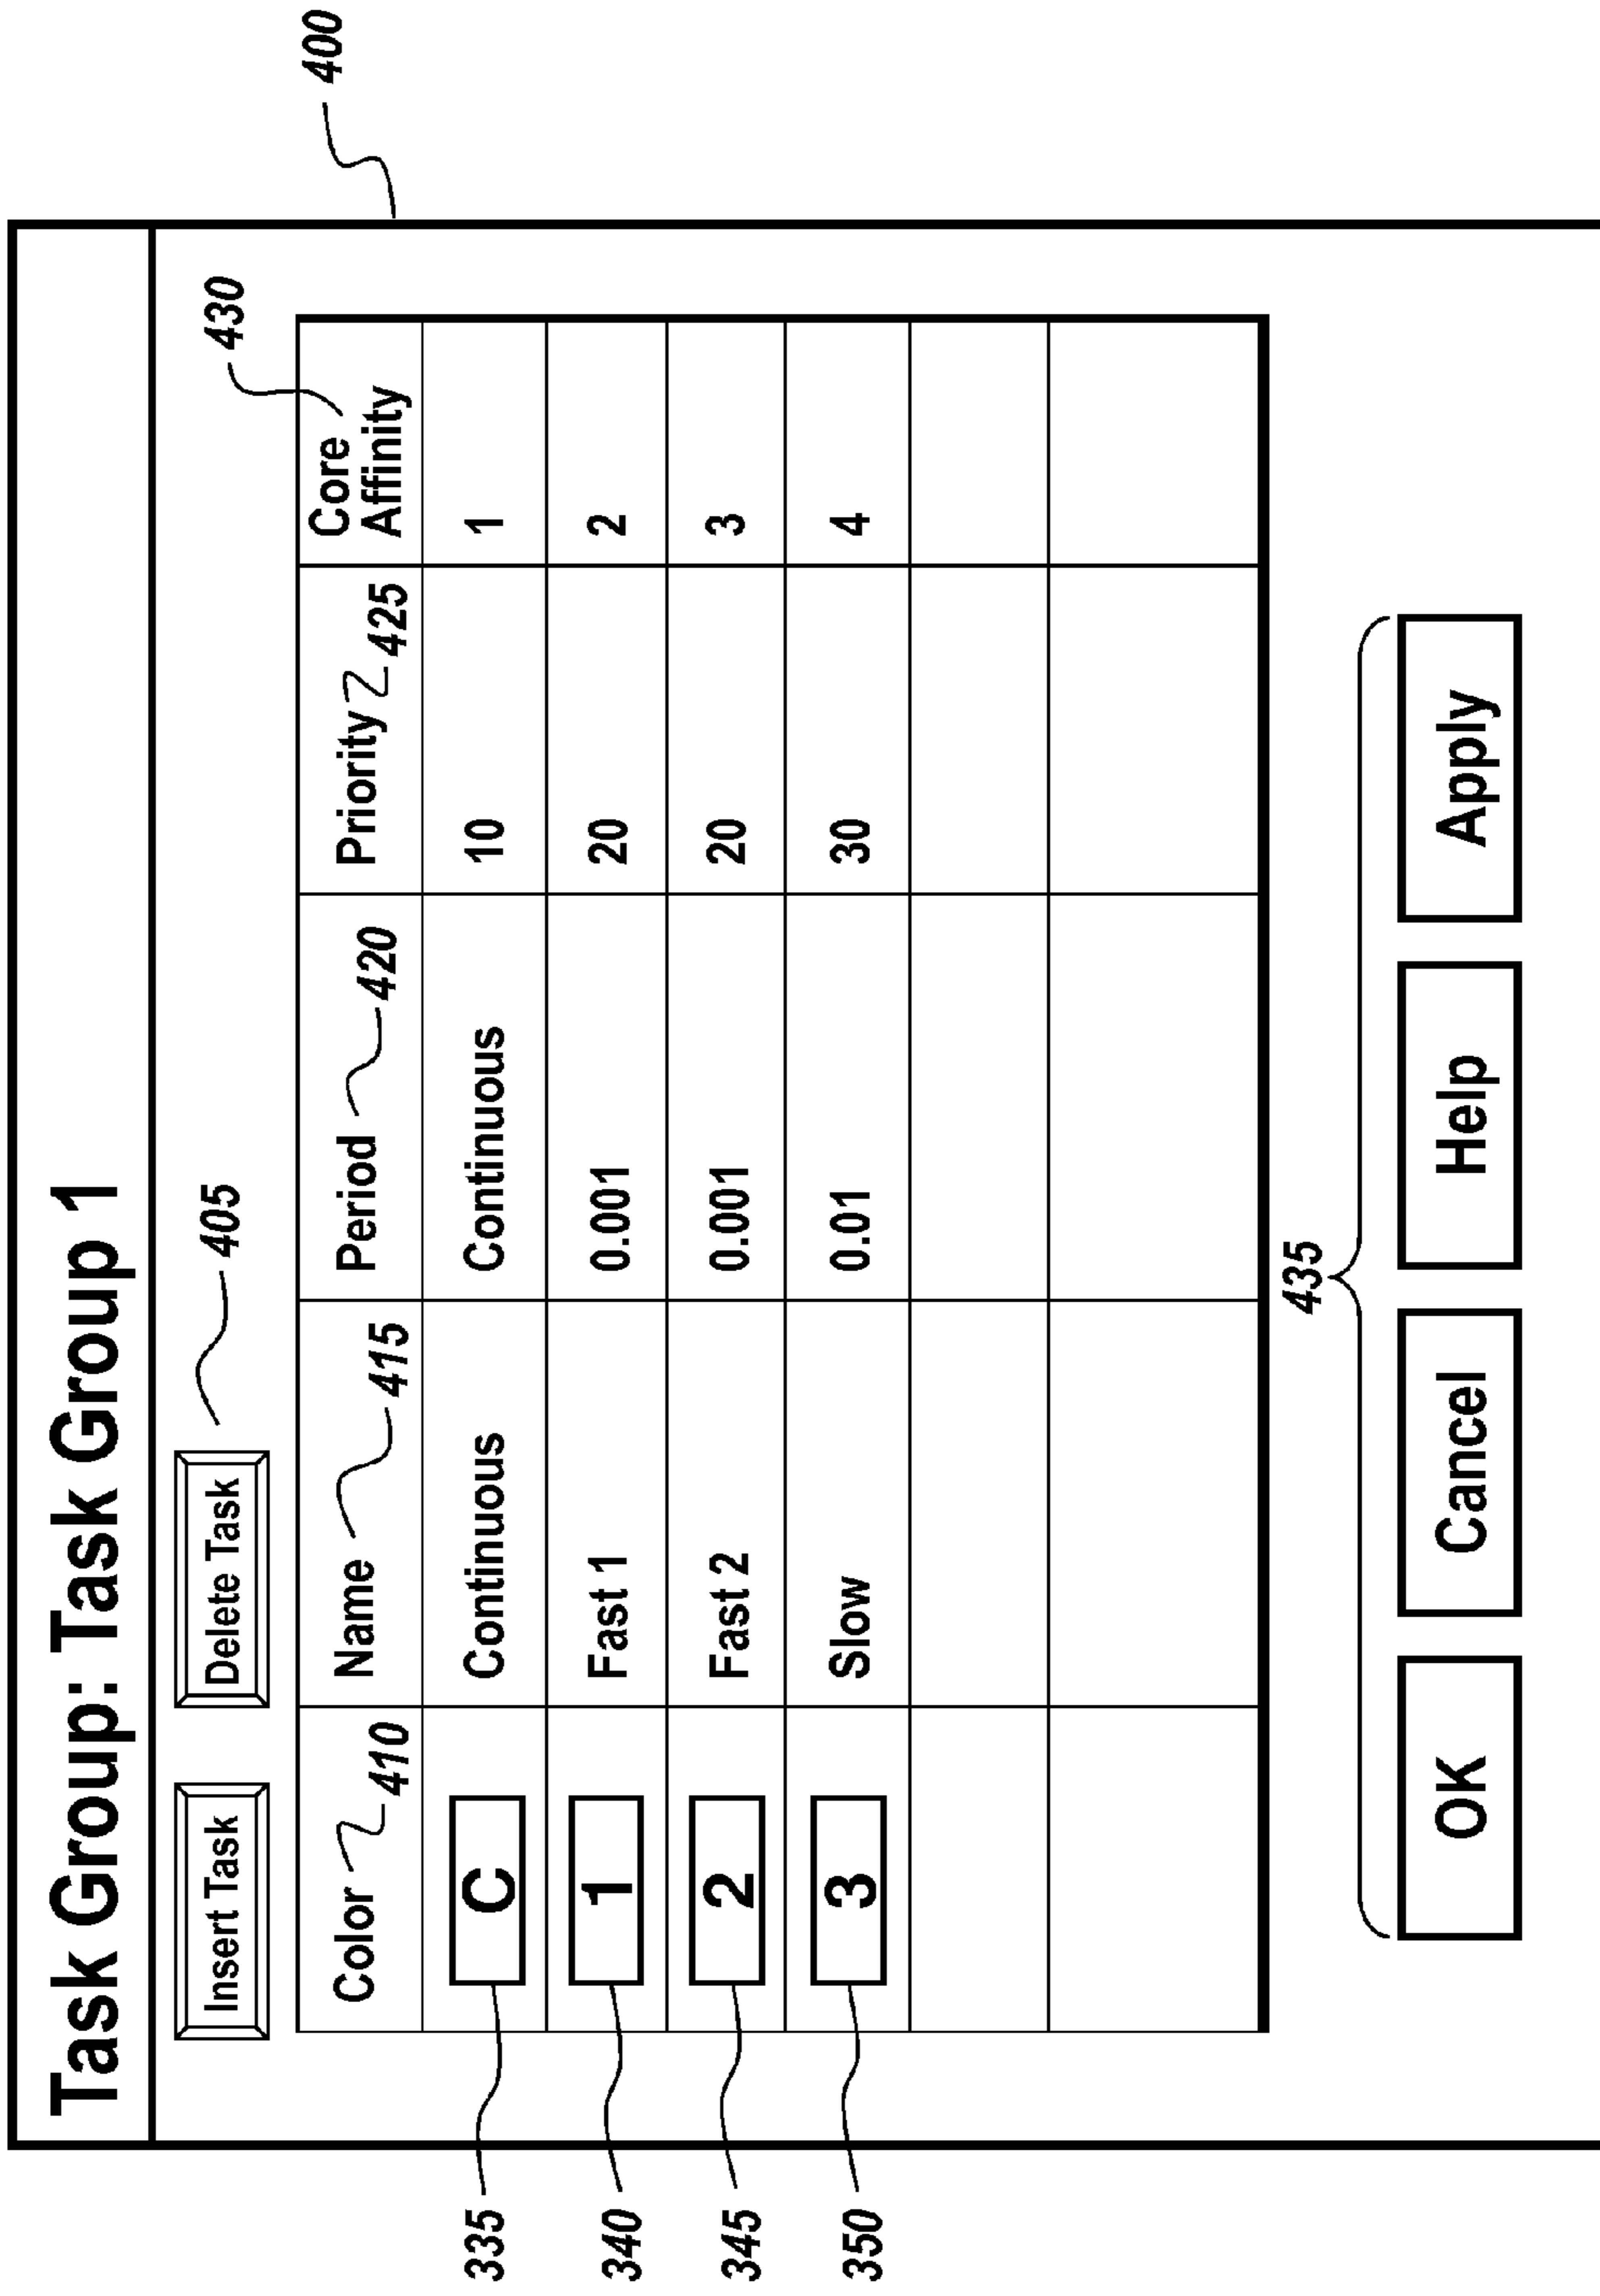 Task Group: Task Group 1
400
Insert Task Delete Task 405
430
Color 410 Name 415 Period 420 Priority 425 Core Affinity
335 C Continuous Continuous 10 1
340 1 Fast 1 0.001 20 2
345 2 Fast 2 0.001 20 3
350 3 Slow 0.01 30 4
435
OK Cancel Help Apply